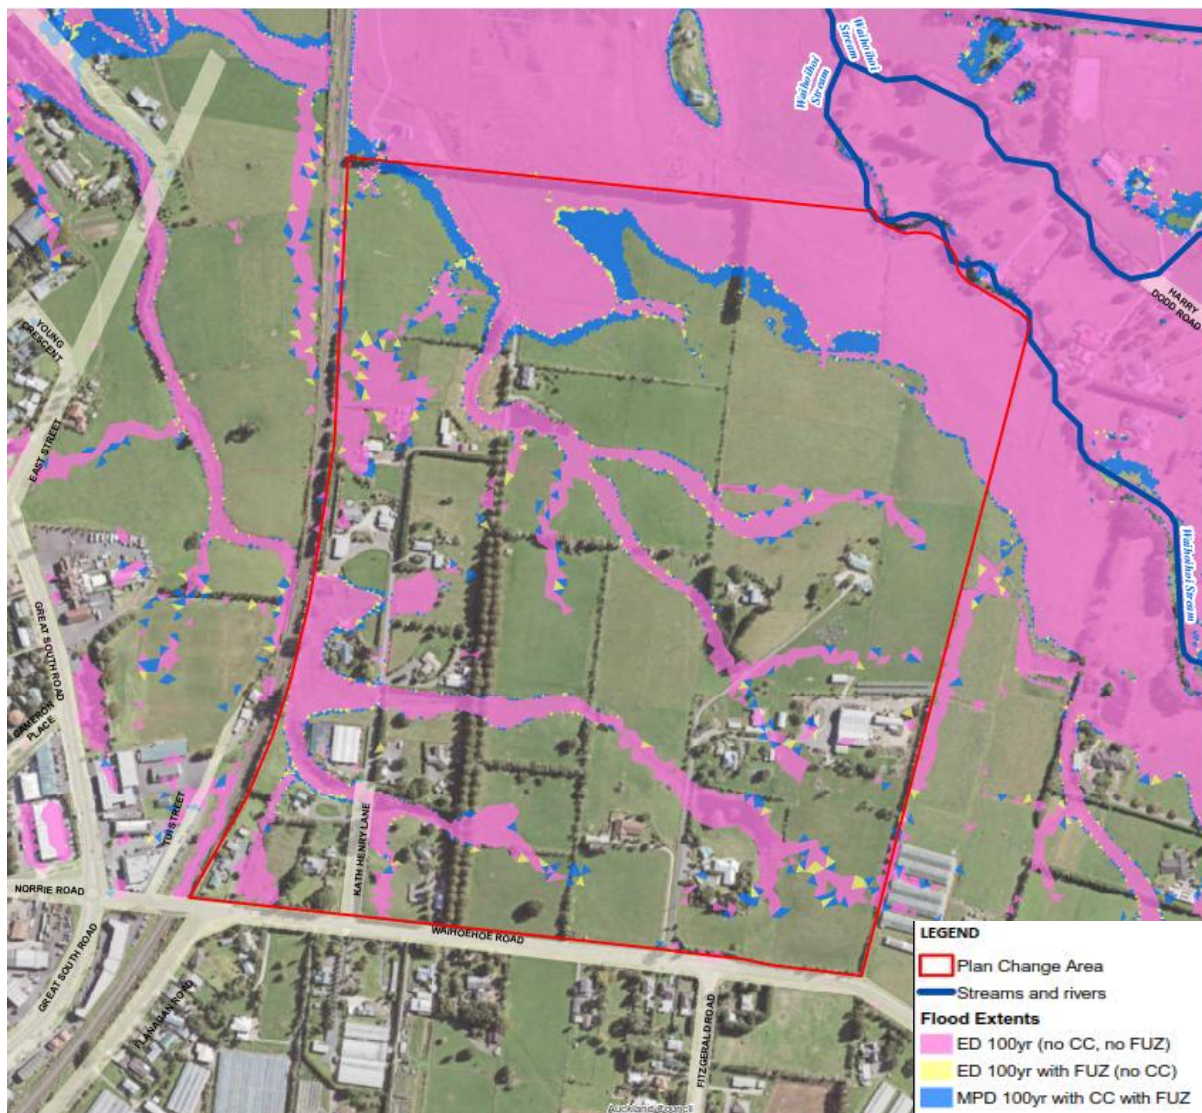 Waihoihoi
Stream
Waihoihoi
Stream
HARRY
DODD ROAD
YOUNG
CRESCENT
EAST STREET
Waihoihoi Stream
GREAT SOUTH ROAD
CAMERON
PLACE
TUI STREET
KATH HENRY LANE
NORRIE ROAD
WAIHOEHOE ROAD
GREAT SOUTH ROAD
FLANAGAN ROAD
FITZGERALD ROAD
Auckland Council
LEGEND
Plan Change Area
Streams and rivers
Flood Extents
ED 100yr (no CC, no FUZ)
ED 100yr with FUZ (no CC)
MPD 100yr with CC with FUZ